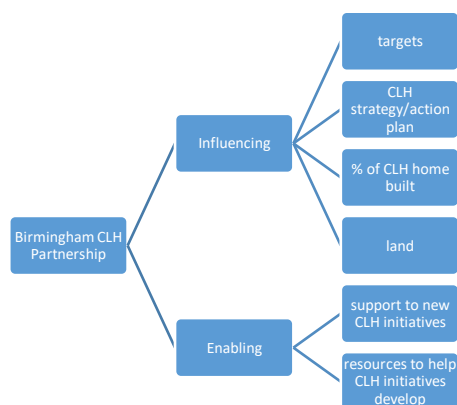 targets
CLH
strategy/action
plan
Influencing
% of CLH home
built
Birmingham CLH
Partnership
land
support to new
CLH initiatives
Enabling
resources to help
CLH initiatives
develop